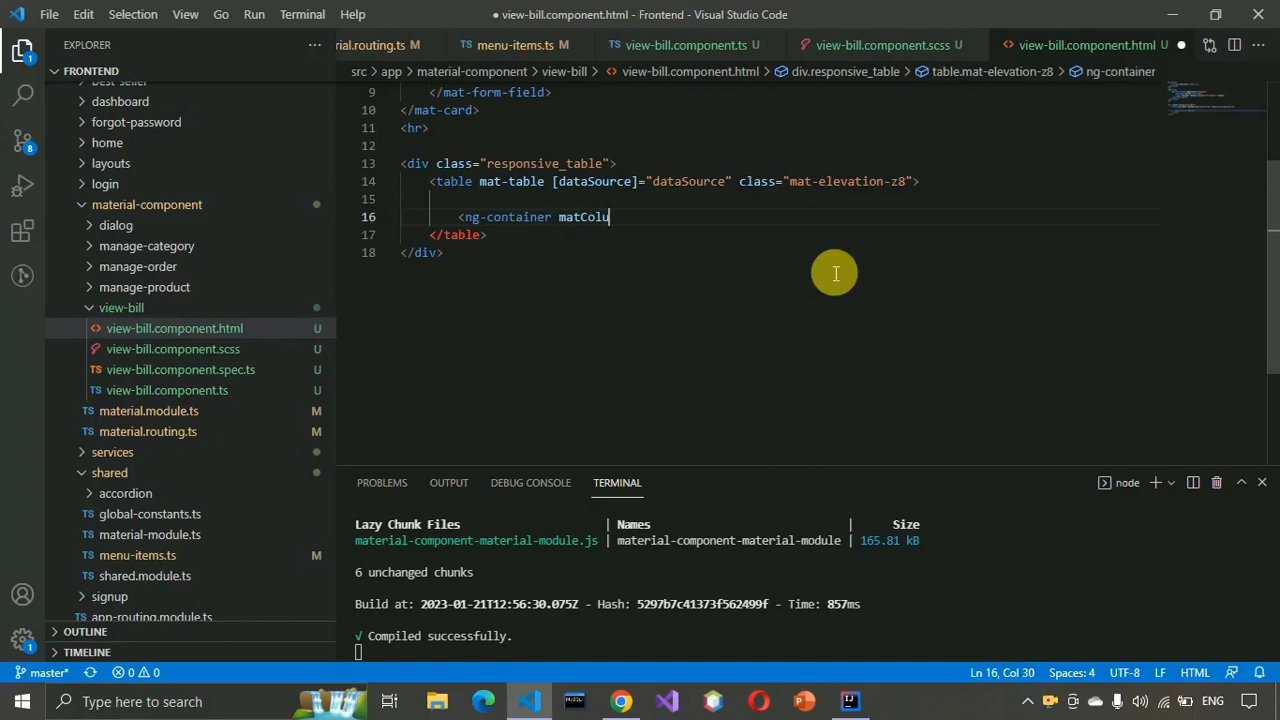 File Edit Selection View Go Run Terminal Help
● view-bill.component.html - Frontend - Visual Studio Code
EXPLORER
rial.routing.ts M
menu-items.ts M
TS view-bill.component.ts U
view-bill.component.scss U
<> view-bill.component.html U ●
FRONTEND
src > app > material-component > view-bill > <> view-bill.component.html > div.responsive_table > table.mat-elevation-z8 > ng-container
dashboard
forgot-password
home
layouts
login
material-component
dialog
manage-category
manage-order
manage-product
view-bill
<> view-bill.component.html U
view-bill.component.scss U
TS view-bill.component.spec.ts U
TS view-bill.component.ts U
material.module.ts M
material.routing.ts M
services
shared
accordion
global-constants.ts
material-module.ts
menu-items.ts M
shared.module.ts
signup
app-routing.module.ts
OUTLINE
TIMELINE
9 </mat-form-field>
10 </mat-card>
11 <hr>
12
13 <div class="responsive_table">
14 <table mat-table [dataSource]="dataSource" class="mat-elevation-z8">
15
16 <ng-container matColu
17 </table>
18 </div>
PROBLEMS OUTPUT DEBUG CONSOLE TERMINAL
node
Lazy Chunk Files | Names | Size
material-component-material-module.js | material-component-material-module | 165.81 kB
6 unchanged chunks
Build at: 2023-01-21T12:56:30.075Z - Hash: 5297b7c41373f562499f - Time: 857ms
√ Compiled successfully.
master* 0 0 Ln 16, Col 30 Spaces: 4 UTF-8 LF HTML
Type here to search
ENG